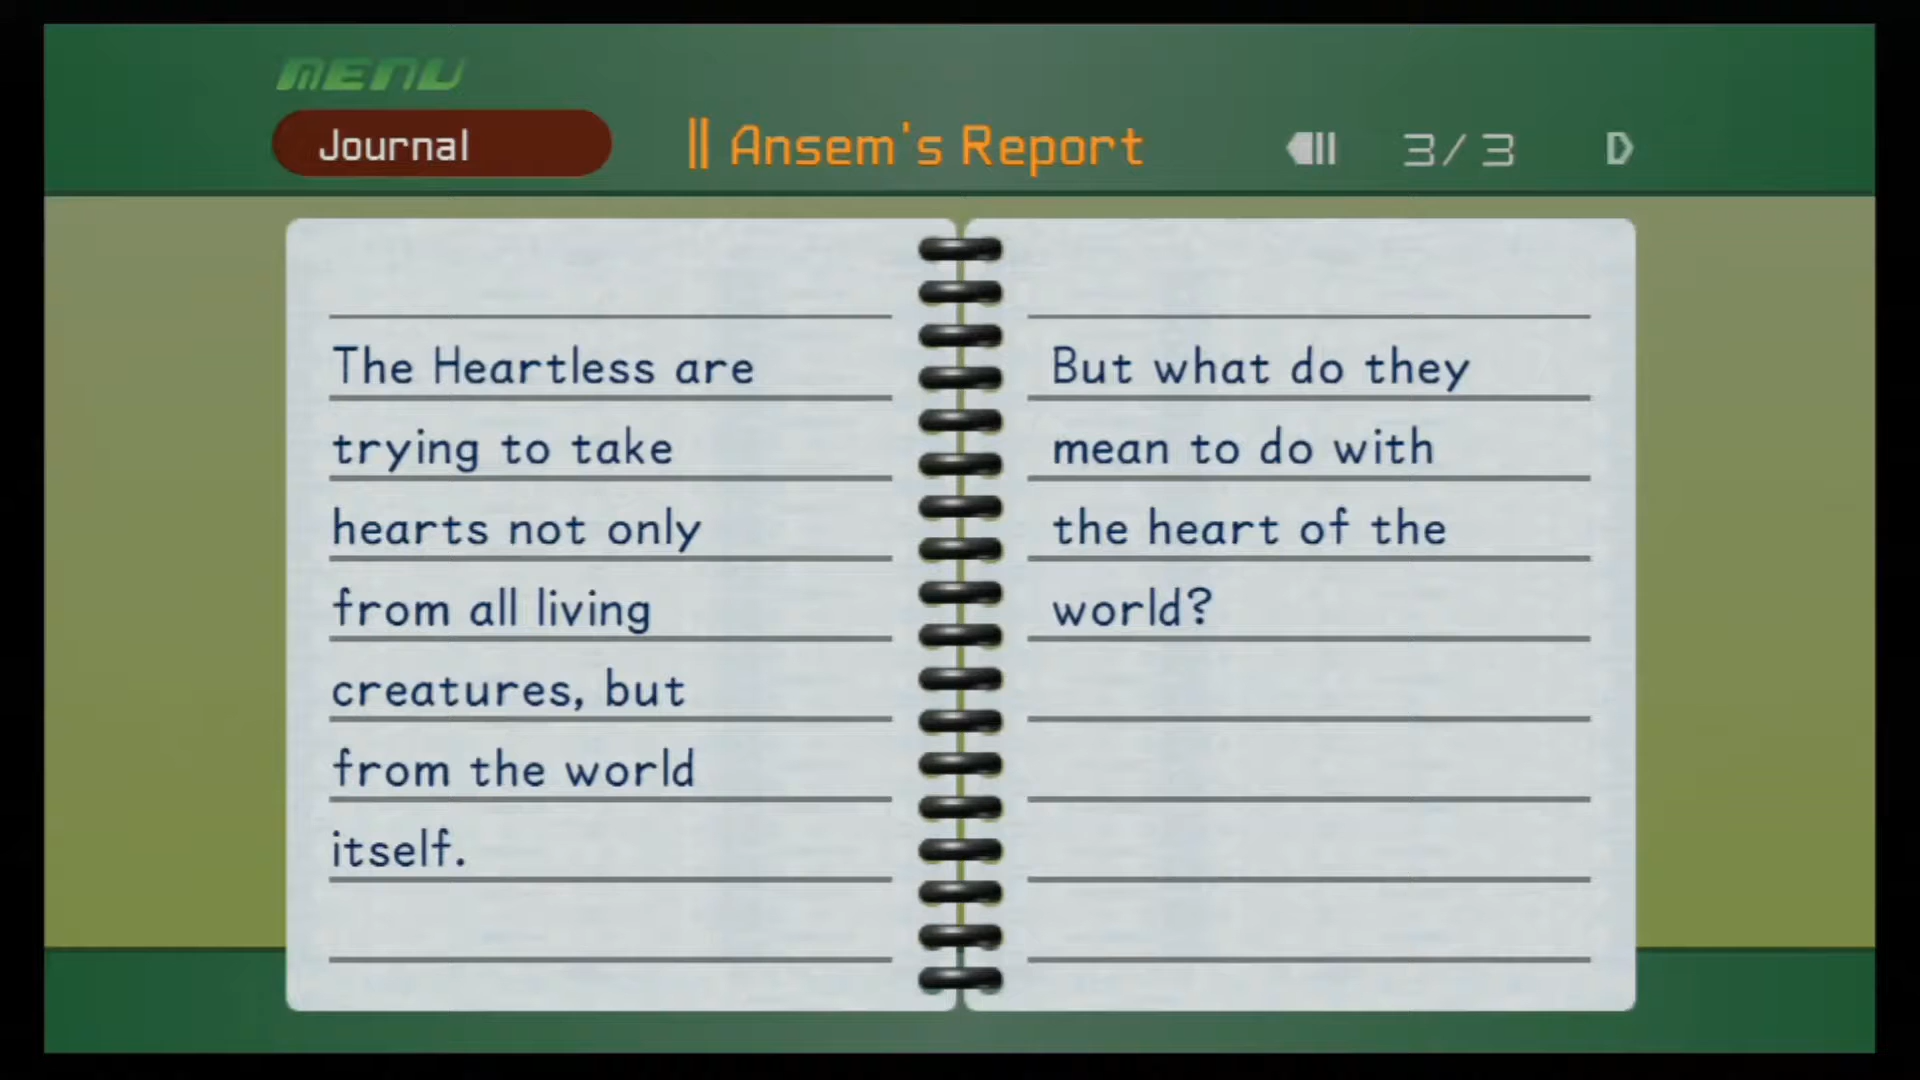 MENU
Journal
Ansem's Report
3/3
The Heartless are
trying to take
hearts not only
from all living
creatures, but
from the world
itself.
But what do they
mean to do with
the heart of the
world?